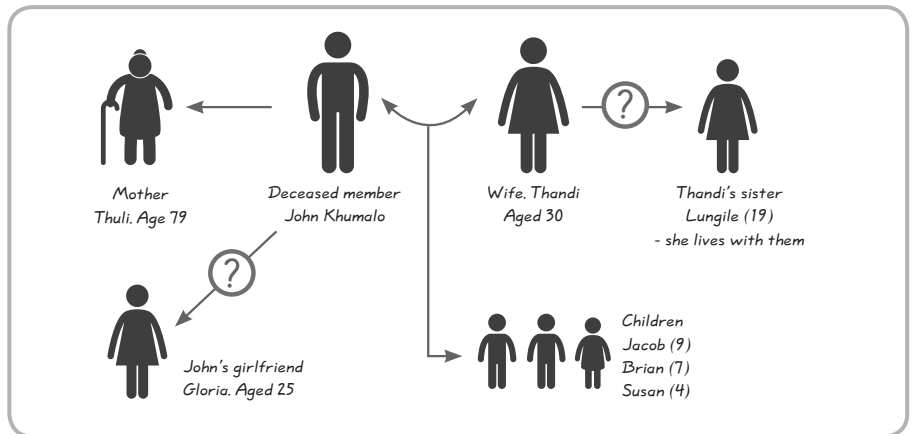 ?
Mother
Thuli. Age 79
Deceased member
John Khumalo
Wife. Thandi
Aged 30
Thandi's sister
Lungile (19)
- she lives with them
?
John's girlfriend
Gloria. Aged 25
Children
Jacob (9)
Brian (7)
Susan (4)